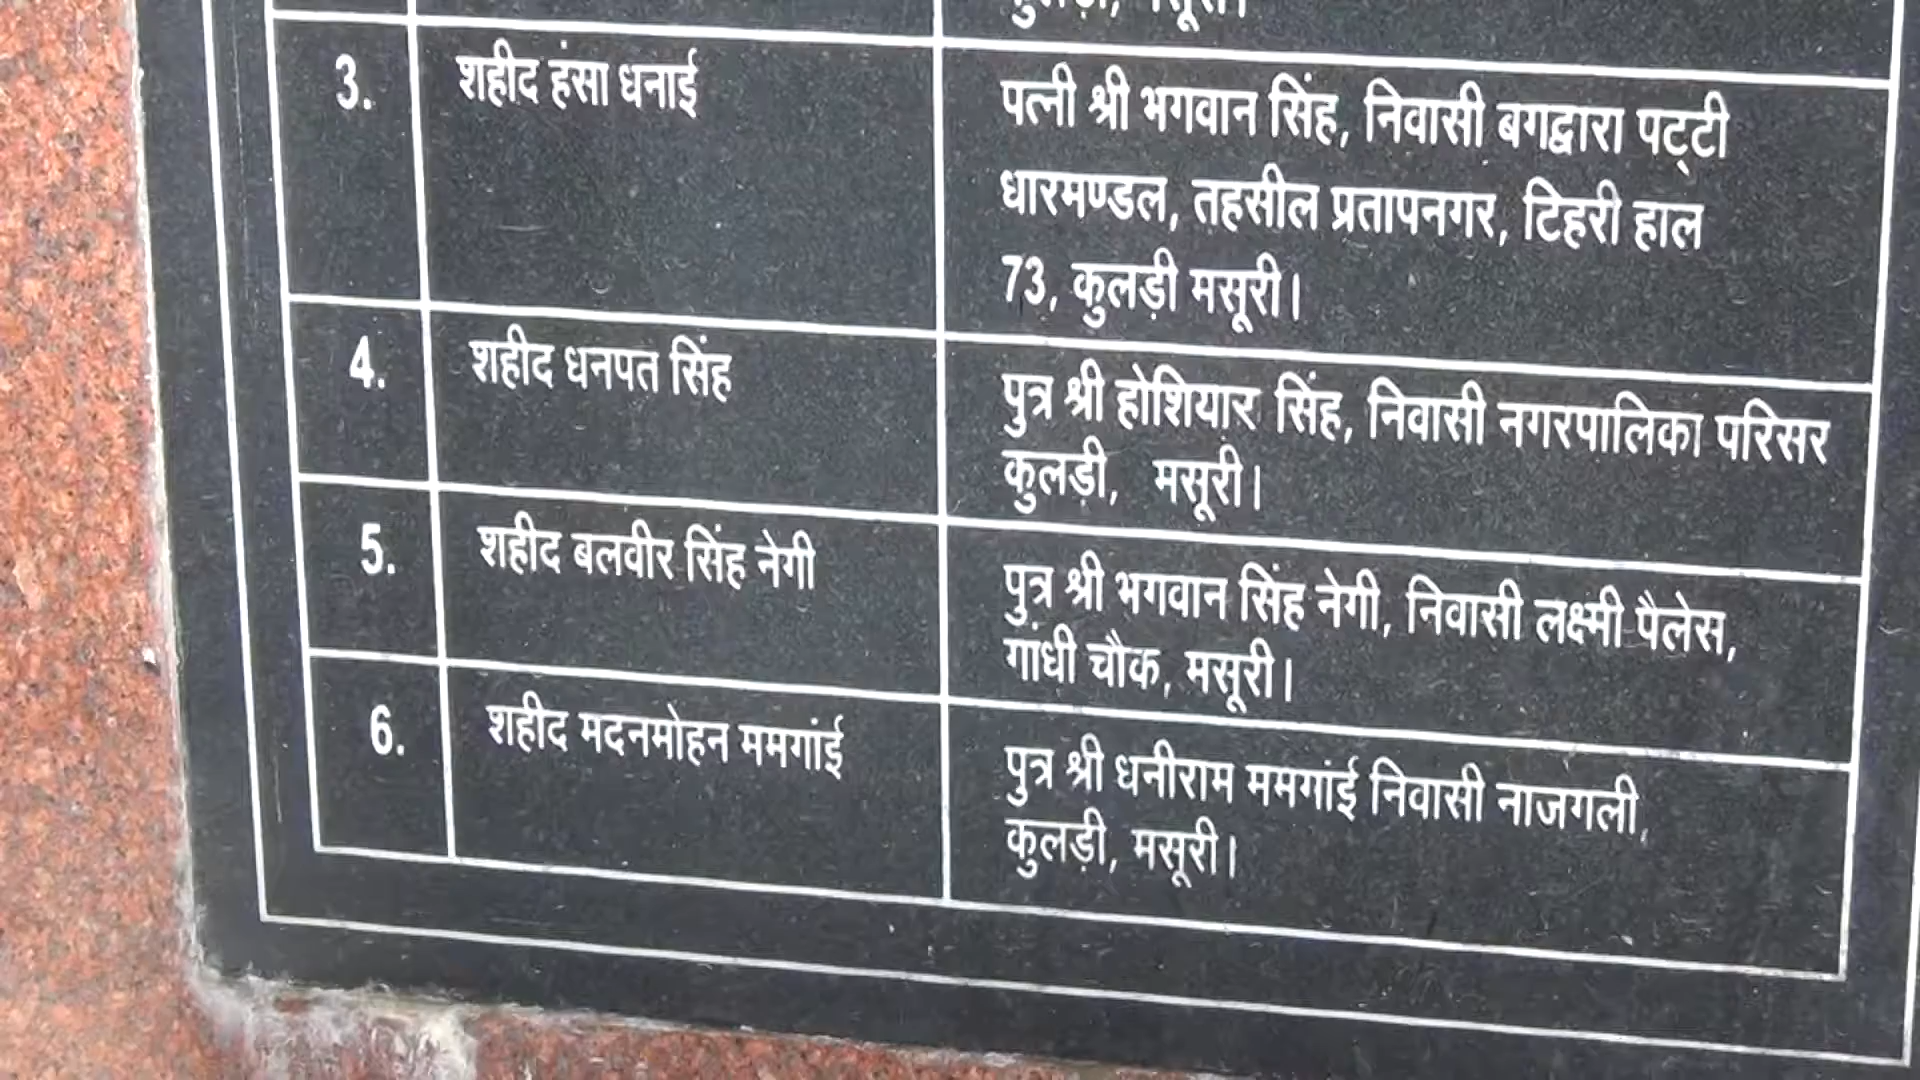 3. शहीद हंसा धनाई
पत्नी श्री भगवान सिंह, निवासी बगद्वारा पट्टी
धारमण्डल, तहसील प्रतापनगर, टिहरी हाल
73, कुलड़ी मसूरी।
4. शहीद धनपत सिंह
पुत्र श्री होशियार सिंह, निवासी नगरपालिका परिसर
कुलड़ी, मसूरी।
5. शहीद बलवीर सिंह नेगी
पुत्र श्री भगवान सिंह नेगी, निवासी लक्ष्मी पैलेस,
गांधी चौक, मसूरी।
6. शहीद मदनमोहन ममगांई
पुत्र श्री धनीराम ममगांई निवासी नाजगली,
कुलड़ी, मसूरी।